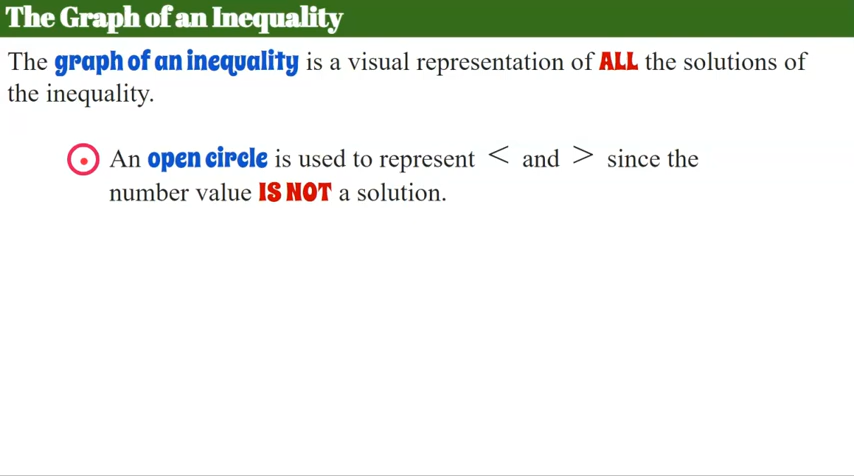 The Graph of an Inequality
The graph of an inequality is a visual representation of ALL the solutions of
the inequality.
An open circle is used to represent < and > since the
number value IS NOT a solution.